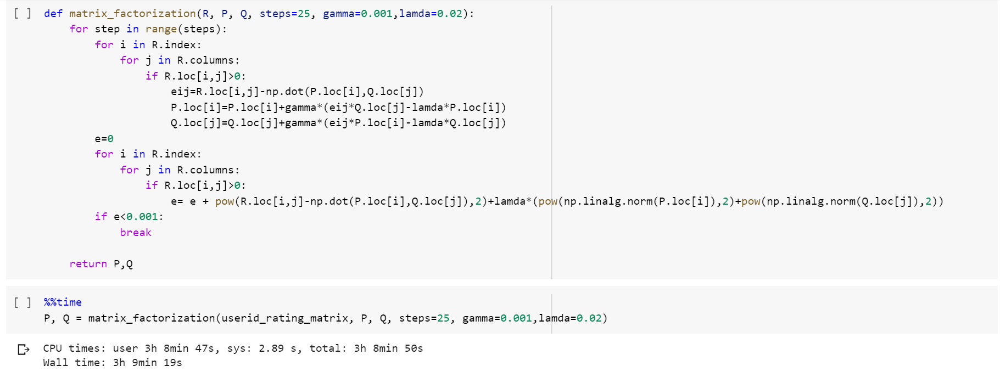 [ ] def matrix_factorization(R, P, Q, steps=25, gamma=0.001,lamda=0.02):
for step in range(steps):
for i in R.index:
for j in R.columns:
if R.loc[i,j]>0:
eij=R.loc[i,j]-np.dot(P.loc[i],Q.loc[j])
P.loc[i]=P.loc[i]+gamma*(eij*Q.loc[j]-lamda*P.loc[i])
Q.loc[j]=Q.loc[j]+gamma*(eij*P.loc[i]-lamda*Q.loc[j])
e=0
for i in R.index:
for j in R.columns:
if R.loc[i,j]>0:
e= e + pow(R.loc[i,j]-np.dot(P.loc[i],Q.loc[j]),2)+lamda*(pow(np.linalg.norm(P.loc[i]),2)+pow(np.linalg.norm(Q.loc[j]),2))
if e<0.001:
break
return P,Q
[ ] %%time
P, Q = matrix_factorization(userid_rating_matrix, P, Q, steps=25, gamma=0.001,lamda=0.02)
CPU times: user 3h 8min 47s, sys: 2.89 s, total: 3h 8min 50s
Wall time: 3h 9min 19s